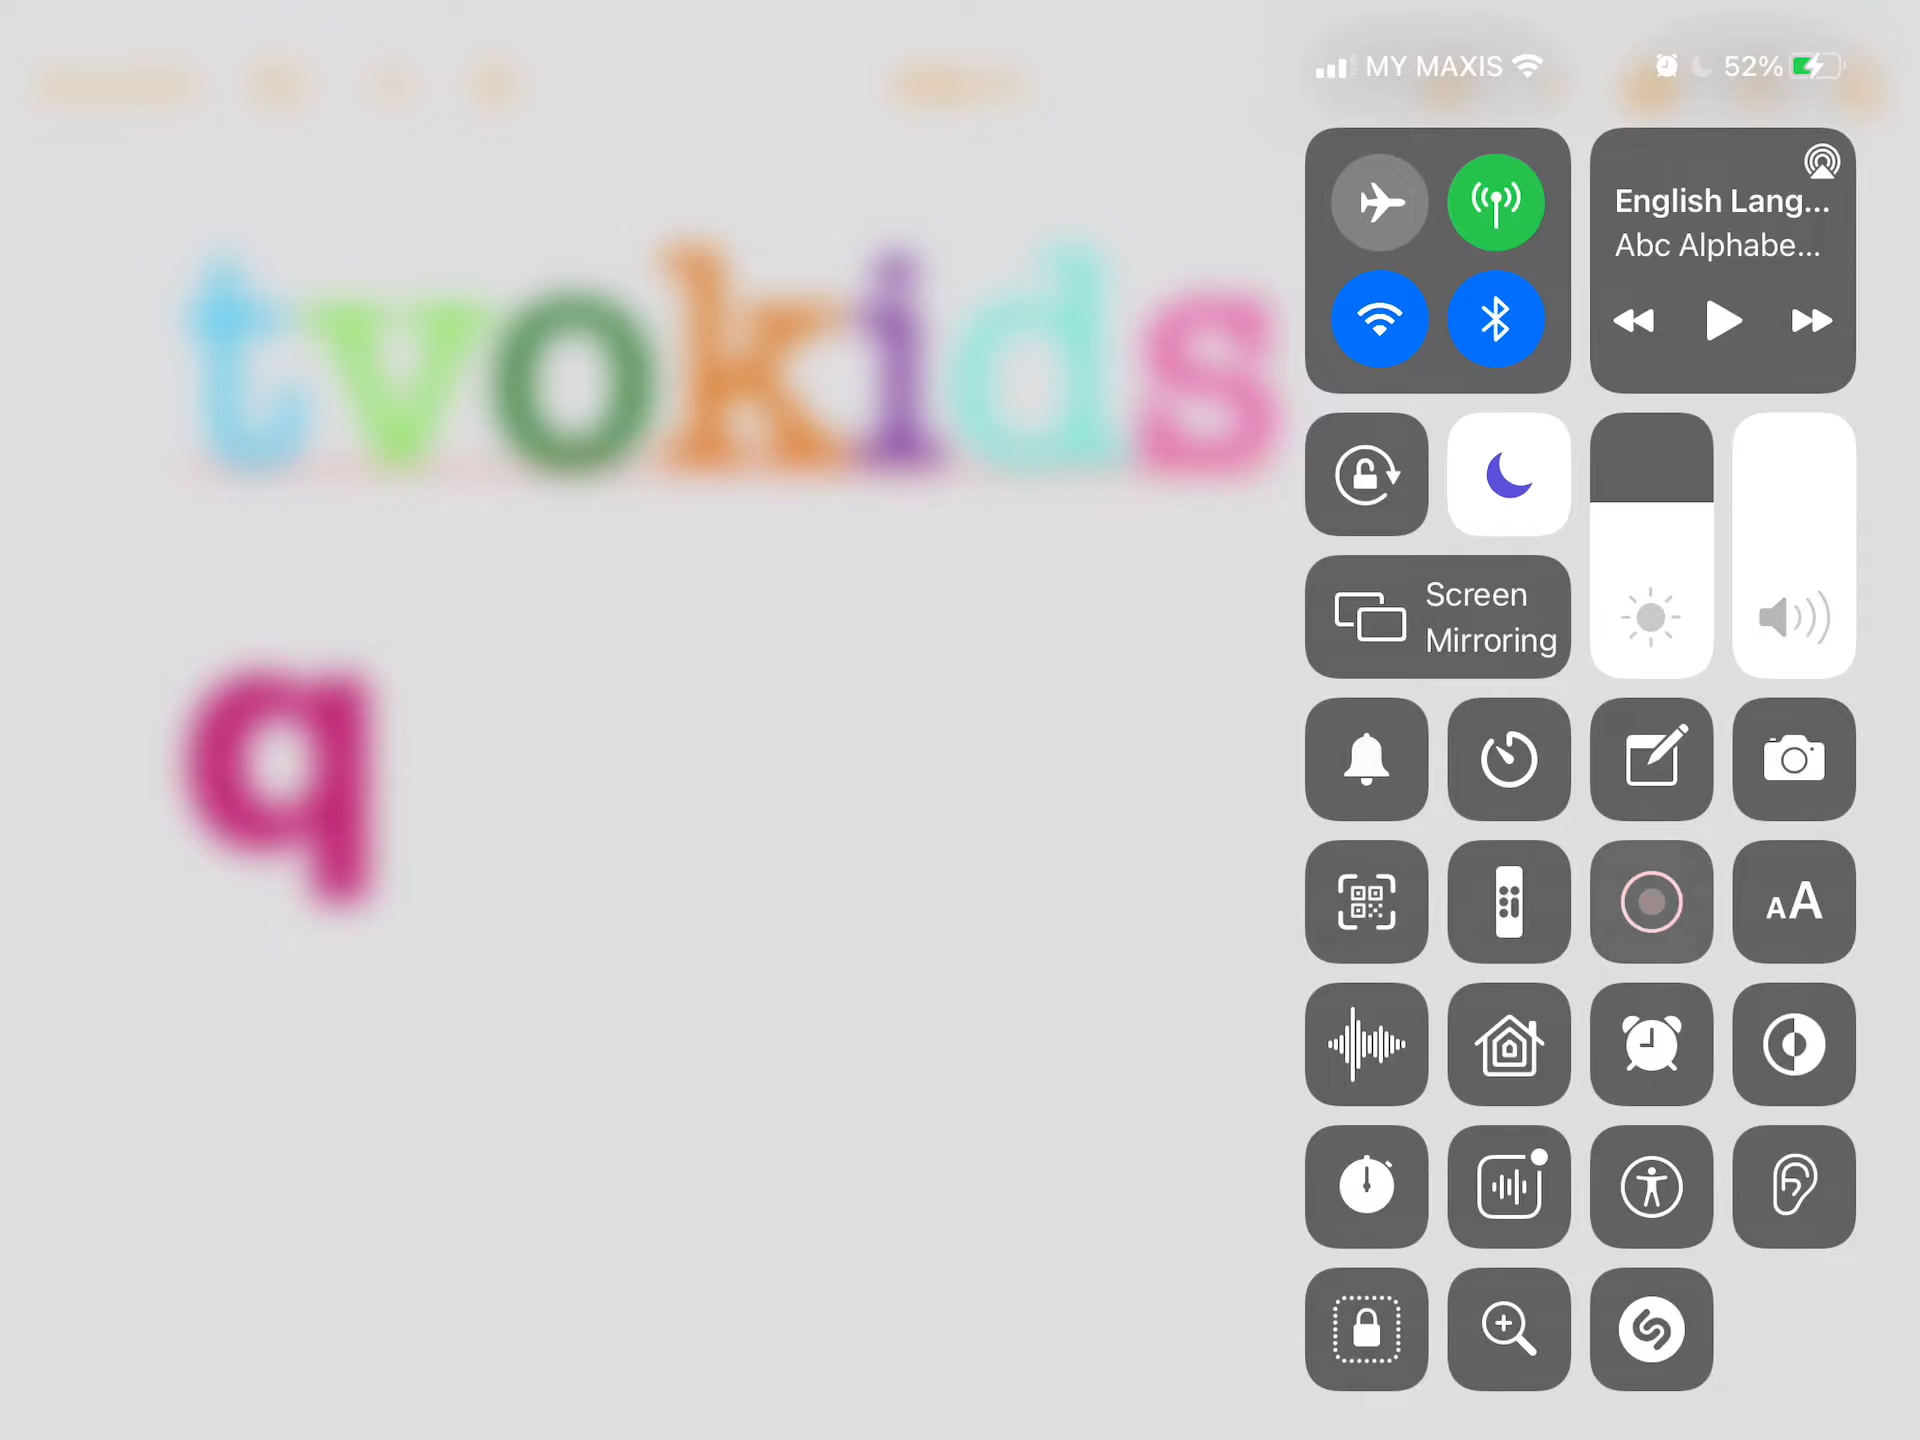 MY MAXIS
52%
English Lang...
Abc Alphabe...
tvokids
Screen
Mirroring
q
AA